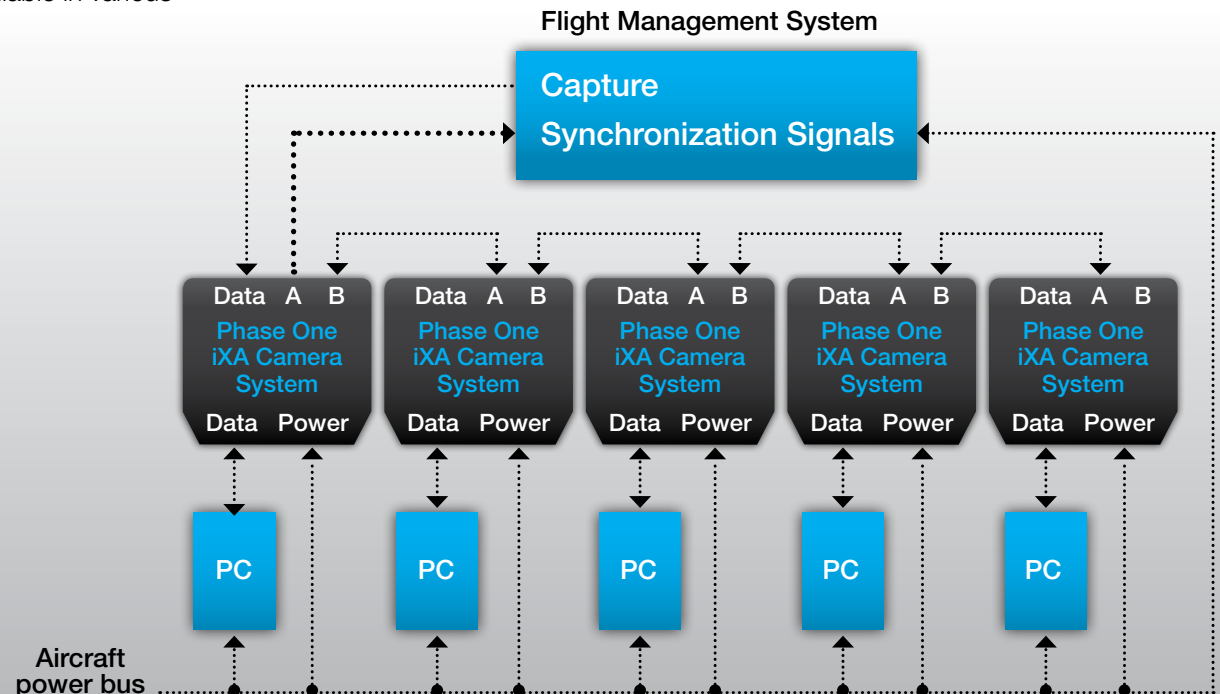 Flight Management System
Capture
Synchronization Signals
Data A B
Phase One
iXA Camera
System
Data Power
Data A B
Phase One
iXA Camera
System
Data Power
Data A B
Phase One
iXA Camera
System
Data Power
Data A B
Phase One
iXA Camera
System
Data Power
Data A B
Phase One
iXA Camera
System
Data Power
PC
PC
PC
PC
PC
Aircraft
power bus